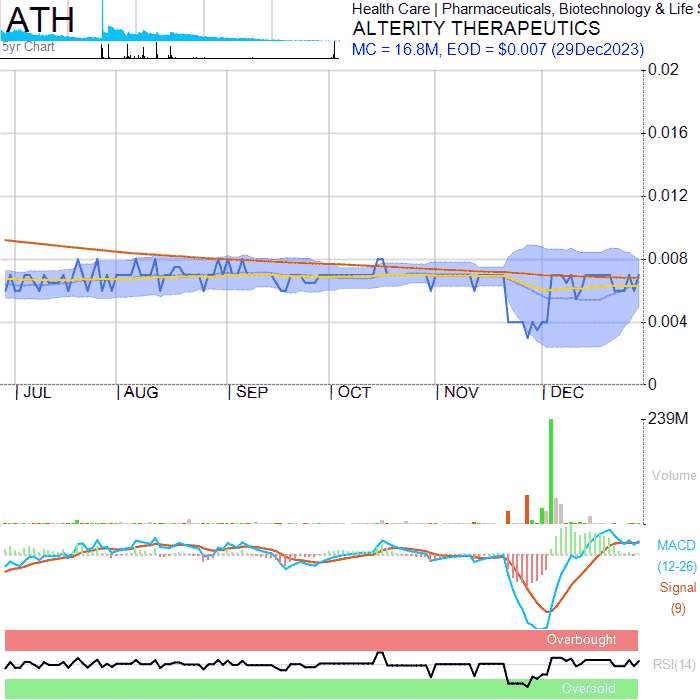 ATH
5yr Chart
Health Care | Pharmaceuticals, Biotechnology & Life S
ALTERITY THERAPEUTICS
MC = 16.8M, EOD = $0.007 (29Dec2023)
0.02
0.016
0.012
0.008
0.004
0
JUL AUG SEP OCT NOV DEC
239M
Volume
MACD
(12-26)
Signal
(9)
Overbought
RSI(14)
Oversold